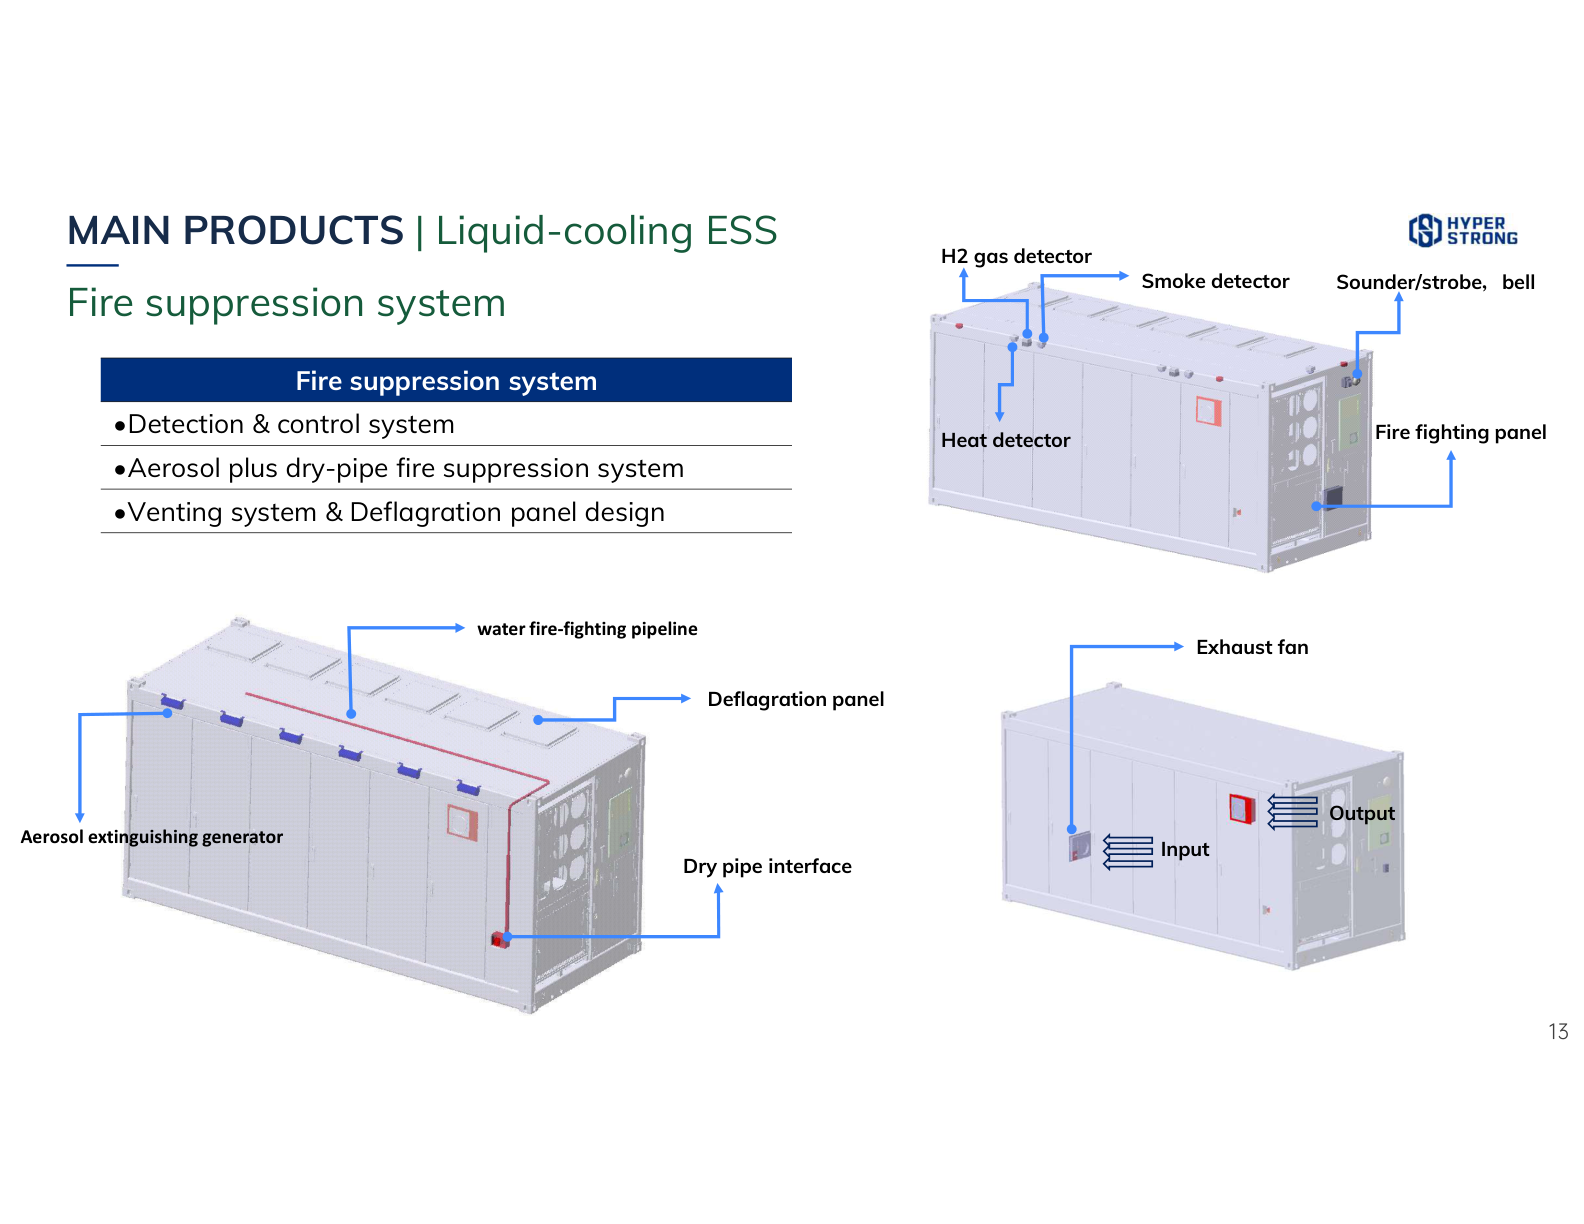 MAIN PRODUCTS | Liquid-cooling ESS
HYPER
STRONG
Fire suppression system
Fire suppression system
•Detection & control system
•Aerosol plus dry-pipe fire suppression system
•Venting system & Deflagration panel design
H2 gas detector
Smoke detector
Sounder/strobe, bell
Heat detector
Fire fighting panel
water fire-fighting pipeline
Deflagration panel
Aerosol extinguishing generator
Dry pipe interface
Exhaust fan
Output
Input
13